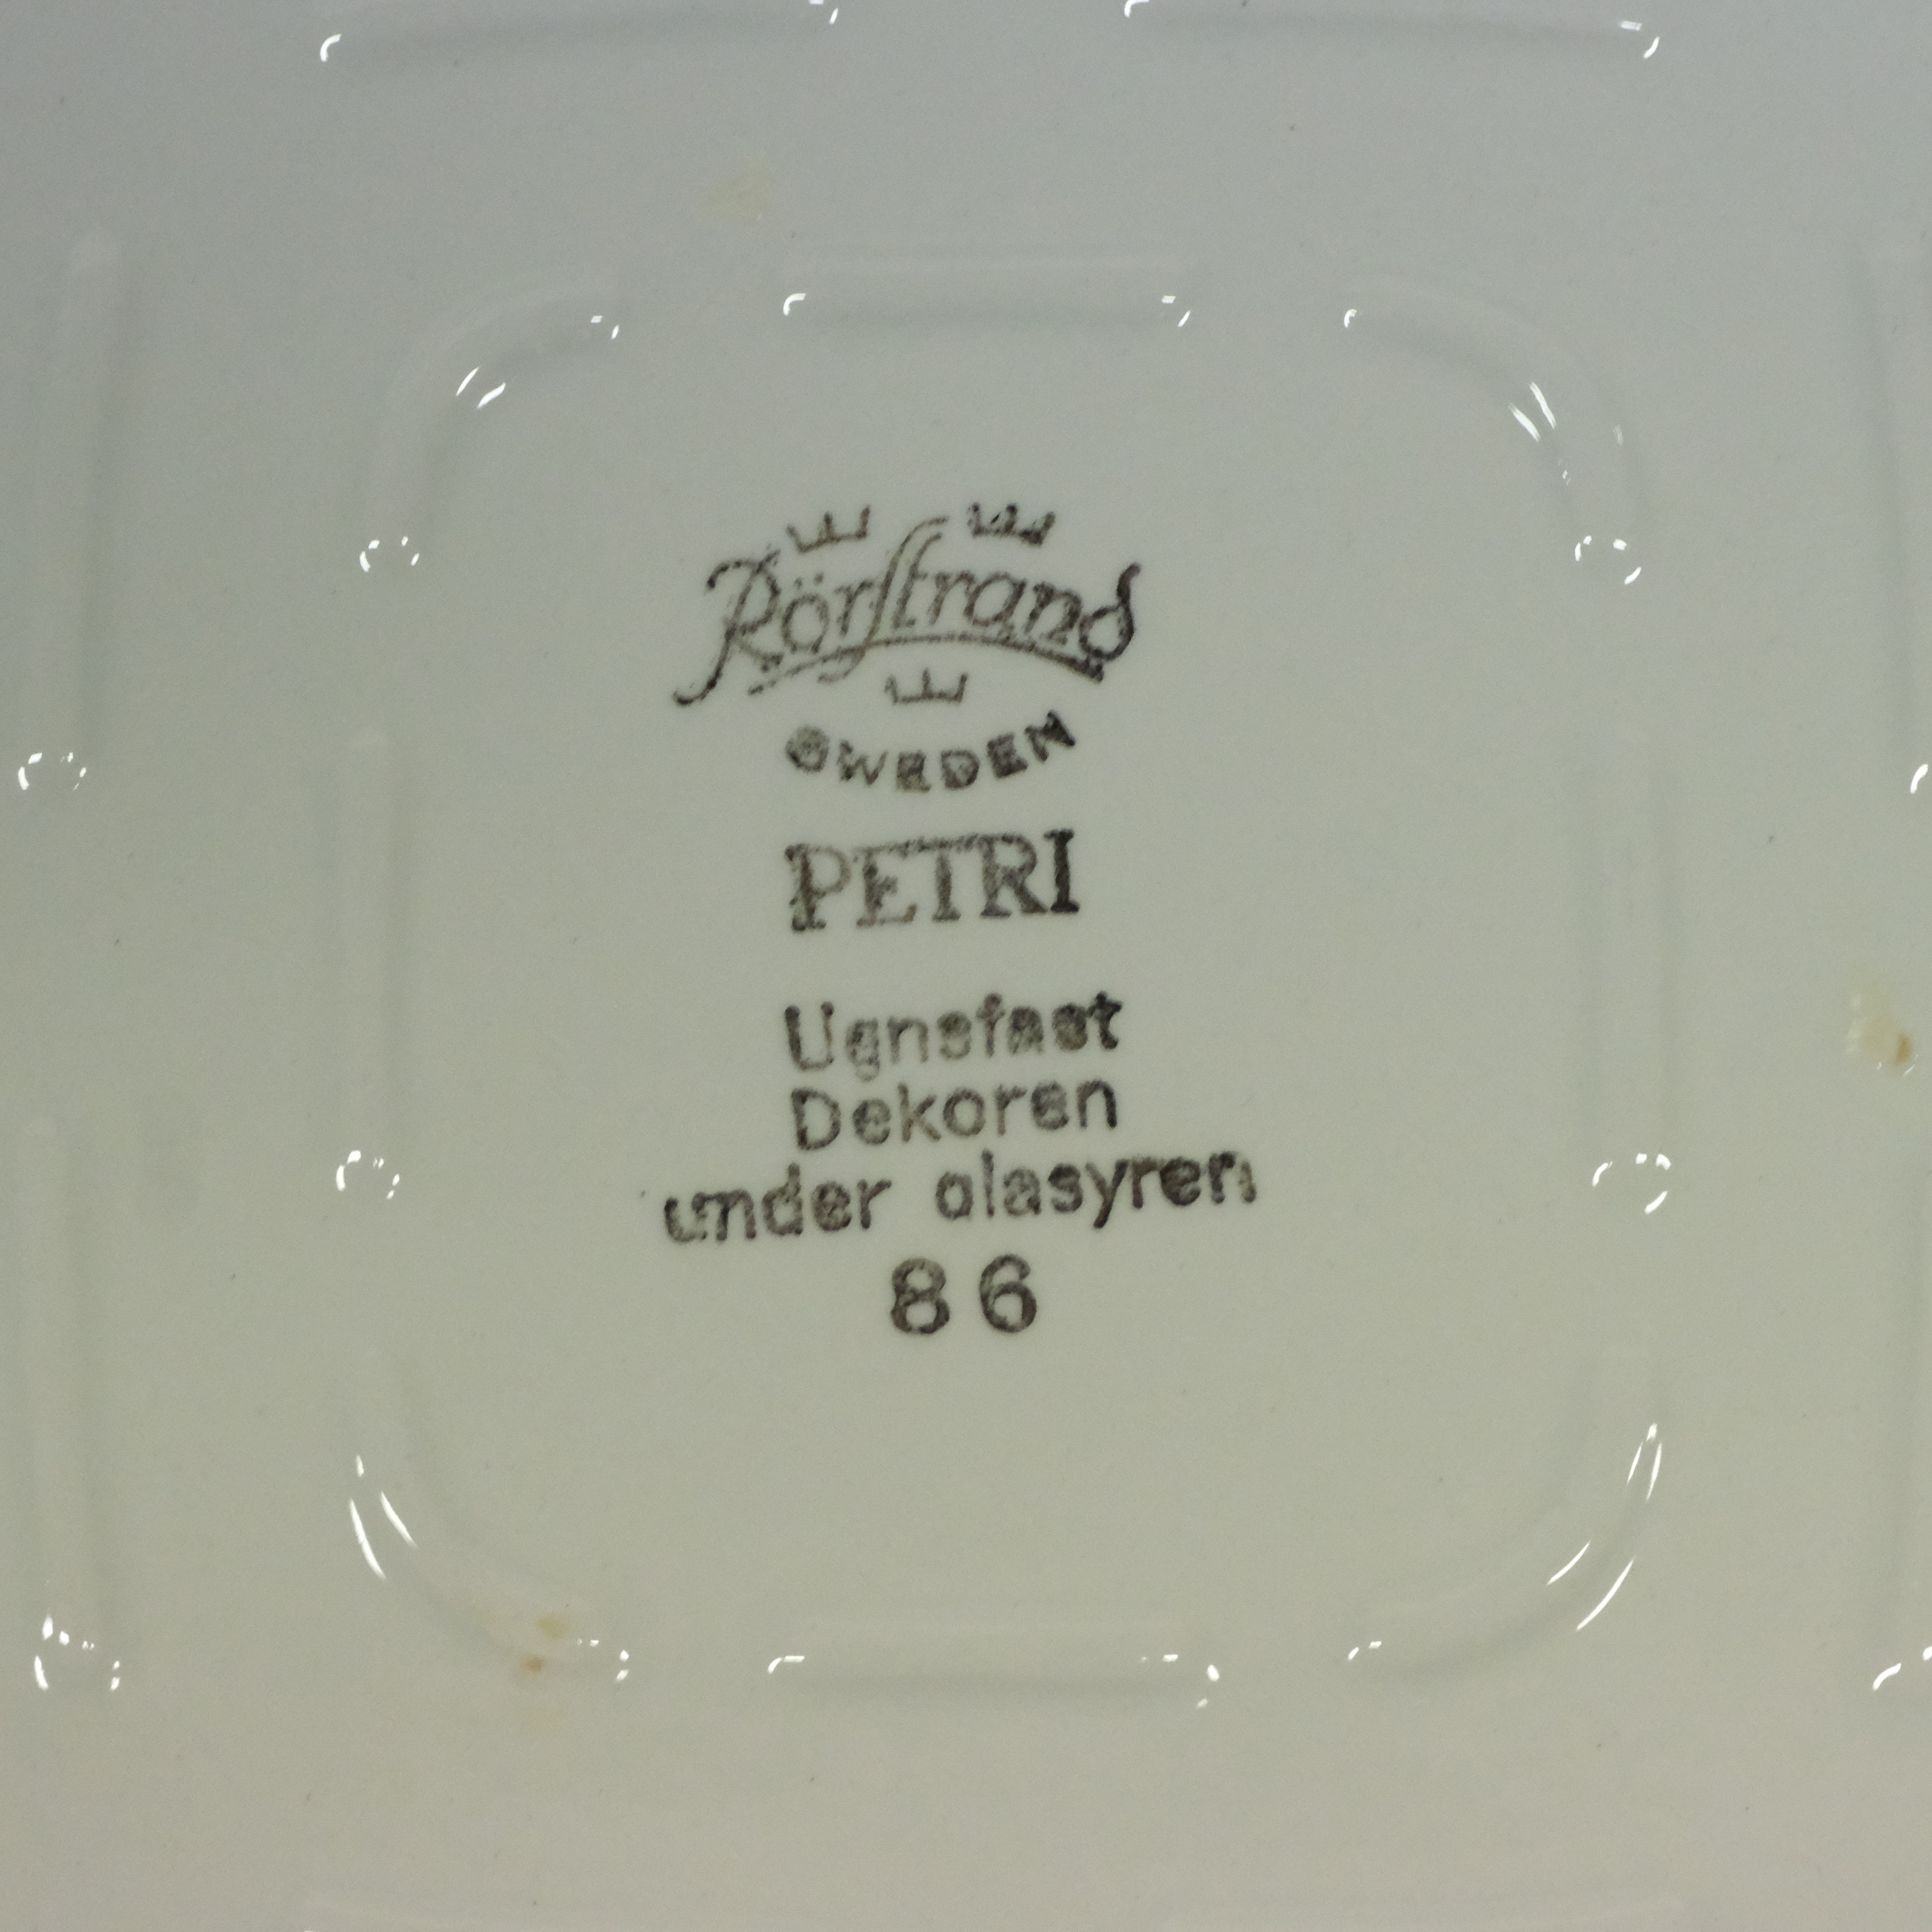 Rörstrand
SWEDEN
PETRI
Ugnsfast
Dekoren
under glasyren
86